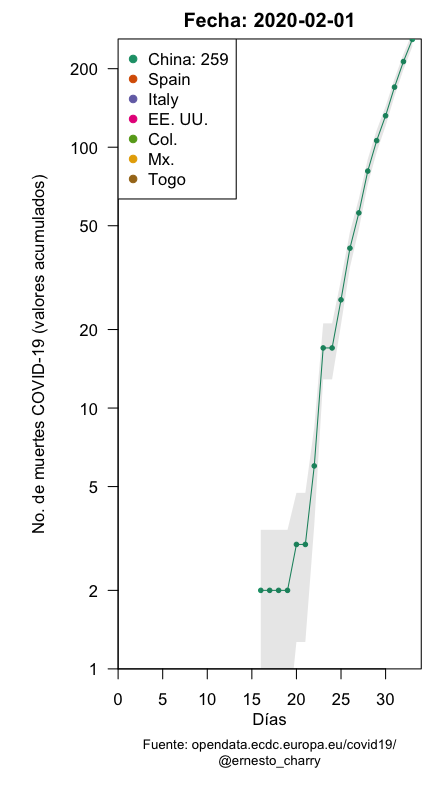 Fecha: 2020-02-01
China: 259
Spain
Italy
EE. UU.
Col.
Mx.
Togo
No. de muertes COVID-19 (valores acumulados)
200
100
50
20
10
5
2
1
0 5 10 15 20 25 30
Días
Fuente: opendata.ecdc.europa.eu/covid19/
@ernesto_charry